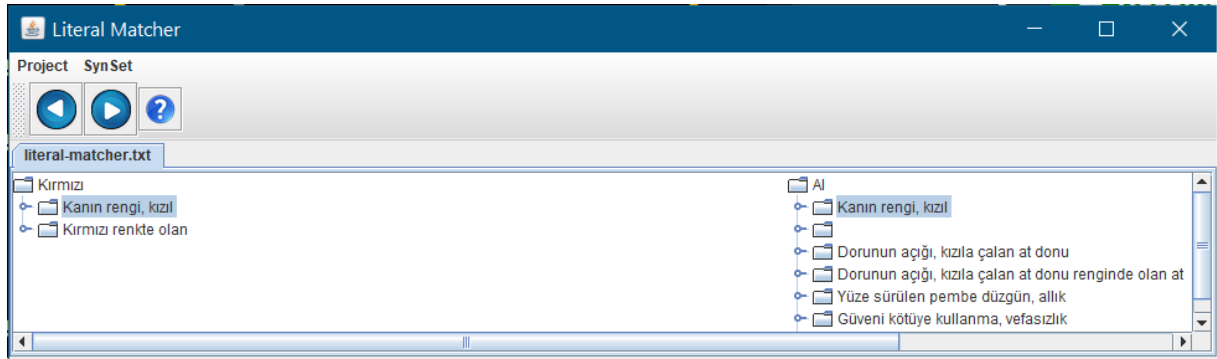 Literal Matcher
Project SynSet
literal-matcher.txt
Kırmızı
Kanın rengi, kızıl
Kırmızı renkte olan
Al
Kanın rengi, kızıl
Dorunun açığı, kızıla çalan at donu
Dorunun açığı, kızıla çalan at donu renginde olan at
Yüze sürülen pembe düzgün, allık
Güveni kötüye kullanma, vefasızlık